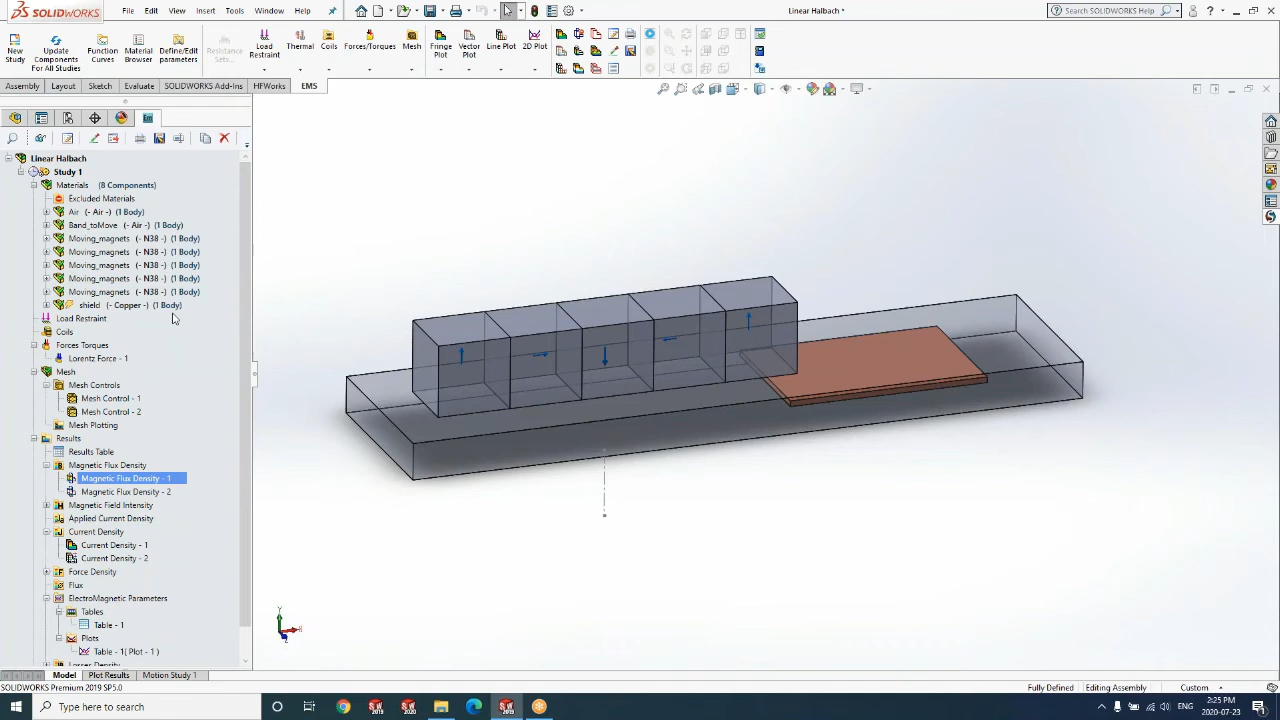 SOLIDWORKS
File Edit View Insert Tools Window Help
Linear Halbach *
Search SOLIDWORKS Help
New Study
Update Components For All Studies
Function Curves
Material Browser
Define/Edit parameters
Resistance Sets...
Load Restraint
Thermal
Coils
Forces/Torques
Mesh
Fringe Plot
Vector Plot
Line Plot
2D Plot
Assembly Layout Sketch Evaluate SOLIDWORKS Add-Ins HFWorks EMS
Linear Halbach
Study 1
Materials (8 Components)
Excluded Materials
Air (- Air -) (1 Body)
Band_toMove (- Air -) (1 Body)
Moving_magnets (- N38 -) (1 Body)
Moving_magnets (- N38 -) (1 Body)
Moving_magnets (- N38 -) (1 Body)
Moving_magnets (- N38 -) (1 Body)
Moving_magnets (- N38 -) (1 Body)
shield (- Copper -) (1 Body)
Load Restraint
Coils
Forces Torques
Lorentz Force - 1
Mesh
Mesh Controls
Mesh Control - 1
Mesh Control - 2
Mesh Plotting
Results
Results Table
Magnetic Flux Density
Magnetic Flux Density - 1
Magnetic Flux Density - 2
Magnetic Field Intensity
Applied Current Density
Current Density
Current Density - 1
Current Density - 2
Force Density
Flux
ElectroMagnetic Parameters
Tables
Table - 1
Plots
Table - 1( Plot - 1 )
Losses Density
Y
X
Z
Model Plot Results Motion Study 1
SOLIDWORKS Premium 2019 SP5.0
Fully Defined Editing Assembly Custom
Type here to search
ENG 2:25 PM
2020-07-23